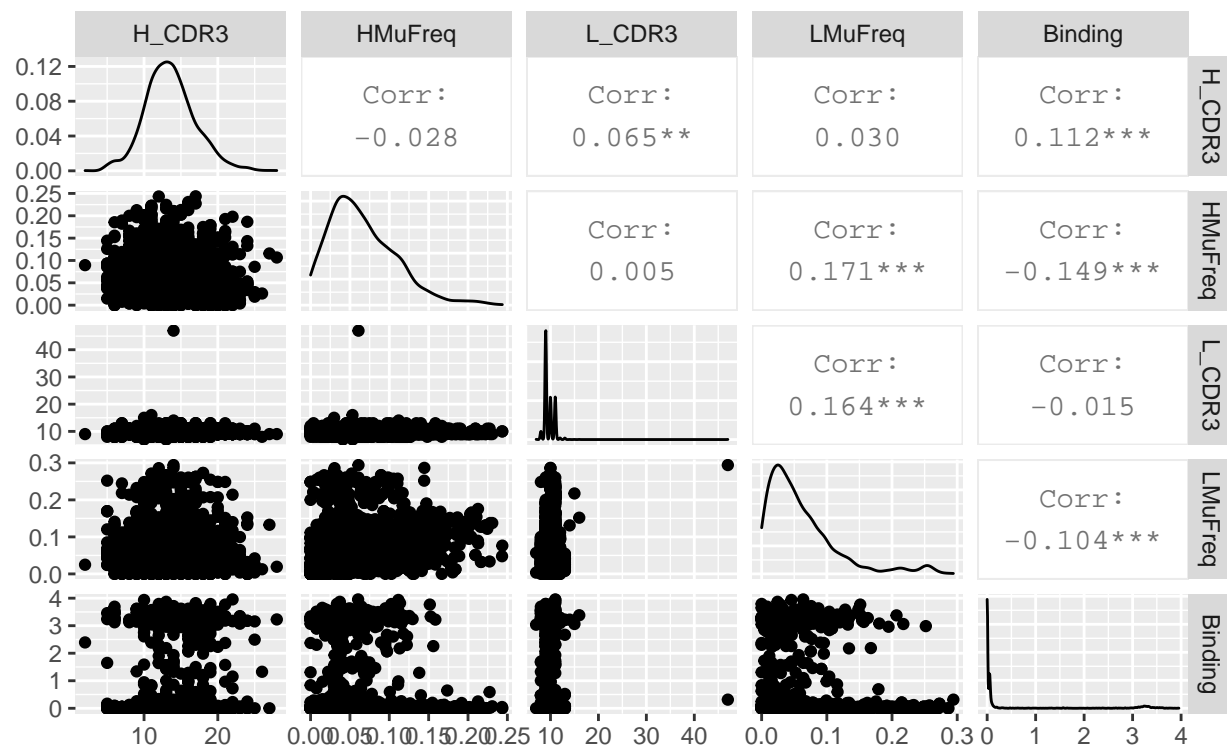 H_CDR3 HMuFreq L_CDR3 LMuFreq Binding
0.12
0.08
0.04
0.00
Corr:
-0.028
Corr:
0.065**
Corr:
0.030
Corr:
0.112***
H_CDR3
0.25
0.20
0.15
0.10
0.05
0.00
Corr:
0.005
Corr:
0.171***
Corr:
-0.149***
HMuFreq
40
30
20
10
Corr:
0.164***
Corr:
-0.015
L_CDR3
0.3
0.2
0.1
0.0
Corr:
-0.104***
LMuFreq
4
3
2
1
0
Binding
10 20 0.00 0.05 0.10 0.15 0.20 0.25 10 20 30 40 0.0 0.1 0.2 0.3 0 1 2 3 4